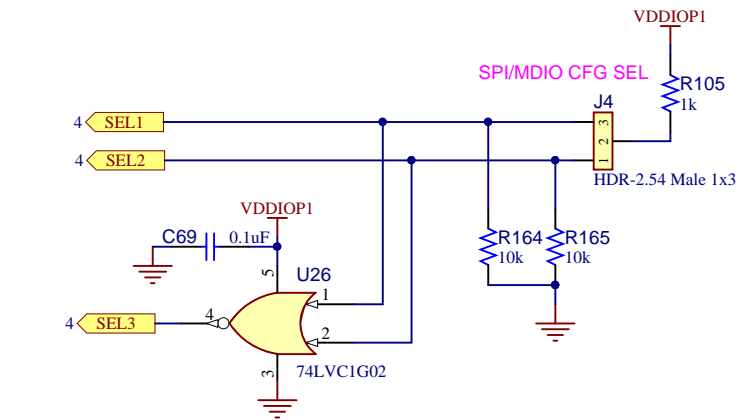 VDDIOP1
SPI/MDIO CFG SEL
R105
1k
J4
4 SEL1
3
2
4 SEL2
1
HDR-2.54 Male 1x3
VDDIOP1
C69 0.1uF
R164 R165
10k 10k
5
U26
1
4 SEL3
4
2
3
74LVC1G02